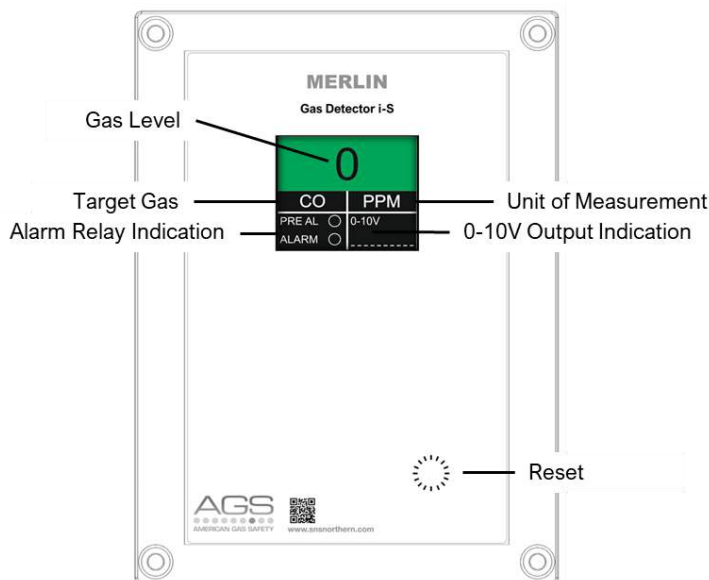 MERLIN
Gas Detector i-S
Gas Level
0
Target Gas
CO
PPM
Unit of Measurement
Alarm Relay Indication
PRE AL
0-10V
0-10V Output Indication
ALARM
Reset
AGS
AMERICAN GAS SAFETY
www.snsnorthern.com